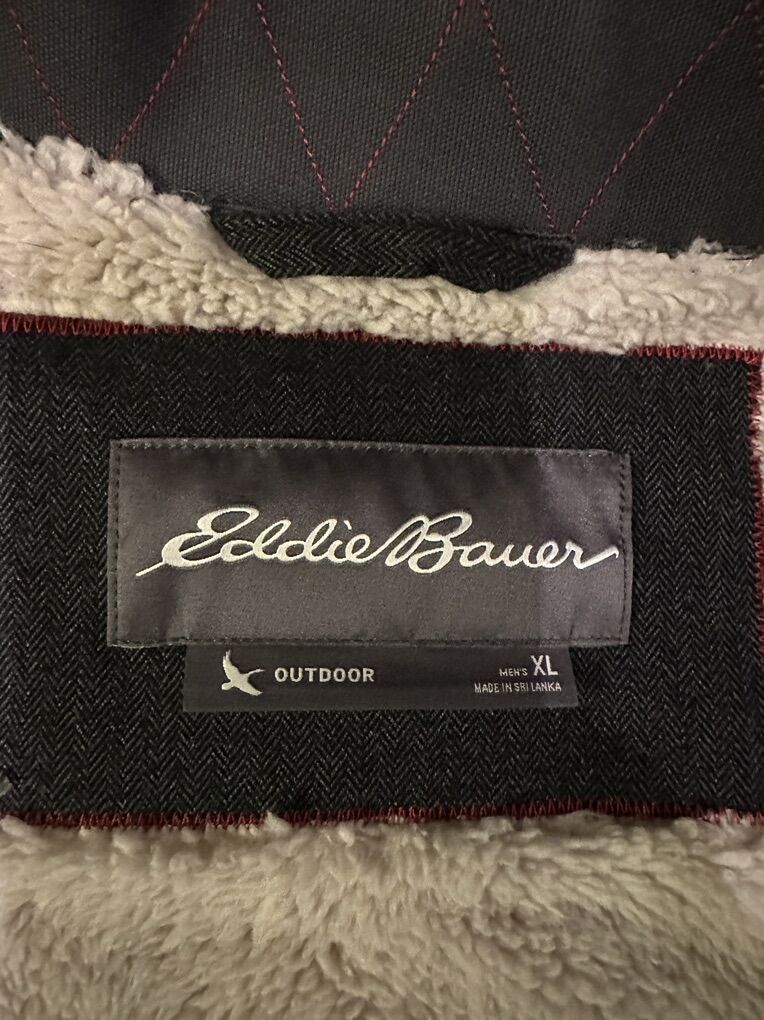 Eddie Bauer
OUTDOOR
MEN'S XL
MADE IN SRI LANKA